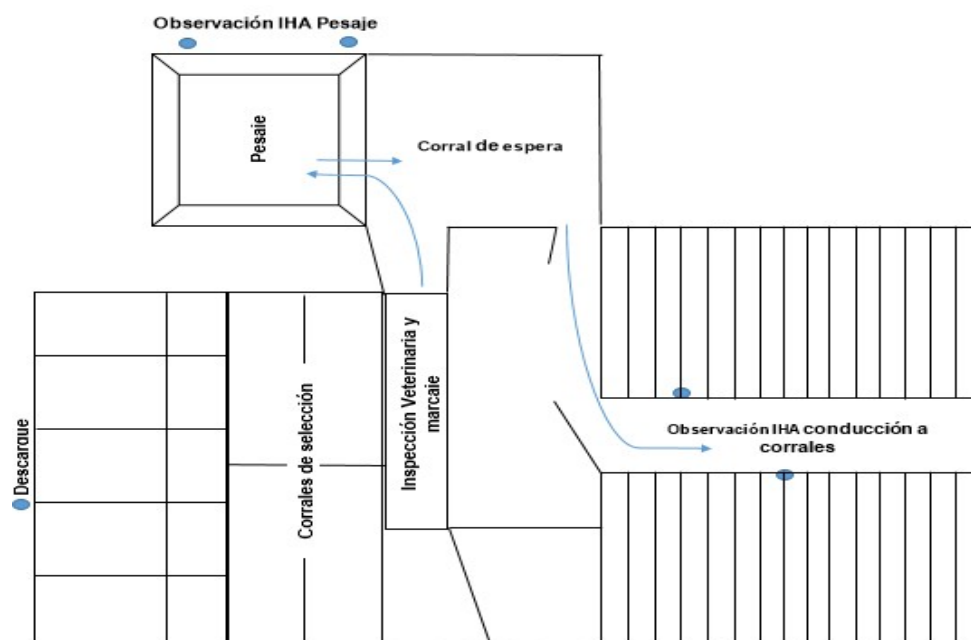 Observación IHA Pesaje
Pesaje
Corral de espera
Inspección Veterinaria y
marcaje
Corrales de selección
Descargue
Observación IHA conducción a
corrales